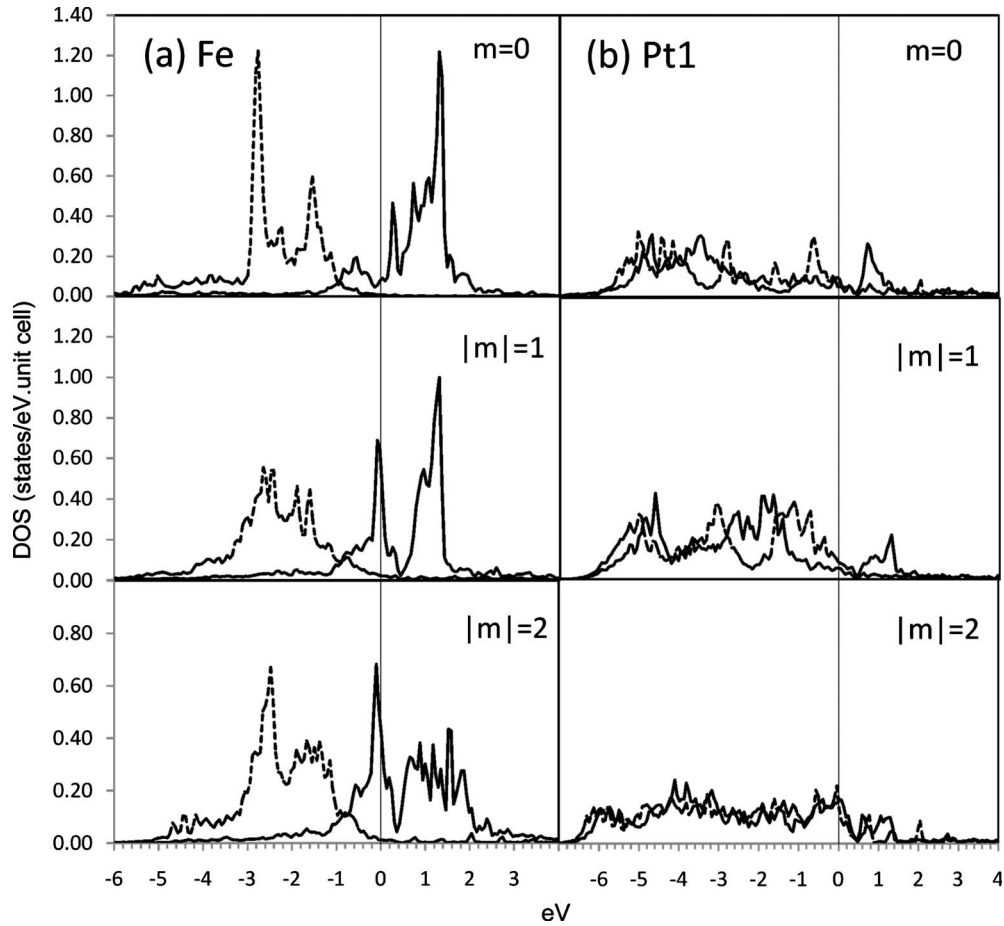 (a) Fe
m=0
(b) Pt1
m=0
1.40
1.20
1.00
0.80
0.60
0.40
0.20
0.00
|m|=1
|m|=1
1.20
1.00
0.80
0.60
0.40
0.20
0.00
|m|=2
|m|=2
0.80
0.60
0.40
0.20
0.00
DOS (states/eV.unit cell)
-6 -5 -4 -3 -2 -1 0 1 2 3
-6 -5 -4 -3 -2 -1 0 1 2 3 4
eV